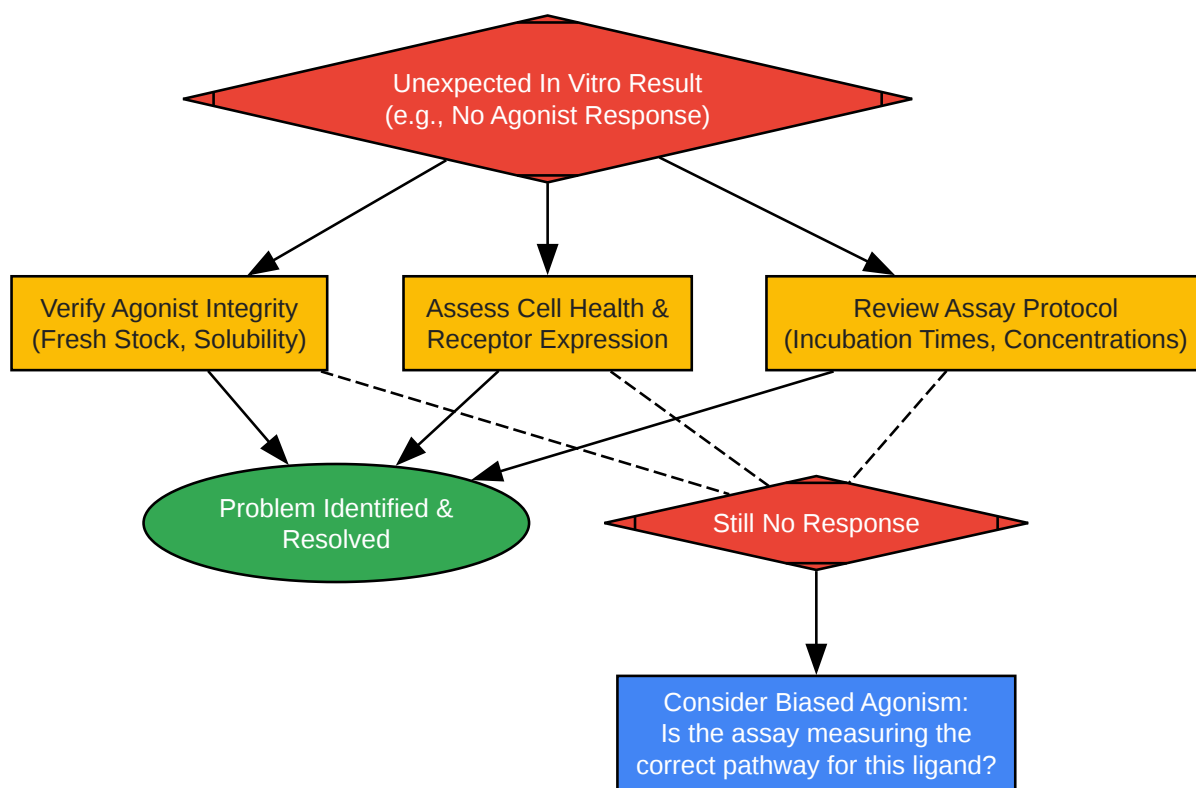 Unexpected In Vitro Result
(e.g., No Agonist Response)
Verify Agonist Integrity
(Fresh Stock, Solubility)
Assess Cell Health &
Receptor Expression
Review Assay Protocol
(Incubation Times, Concentrations)
Problem Identified &
Resolved
Still No Response
Consider Biased Agonism:
Is the assay measuring the
correct pathway for this ligand?